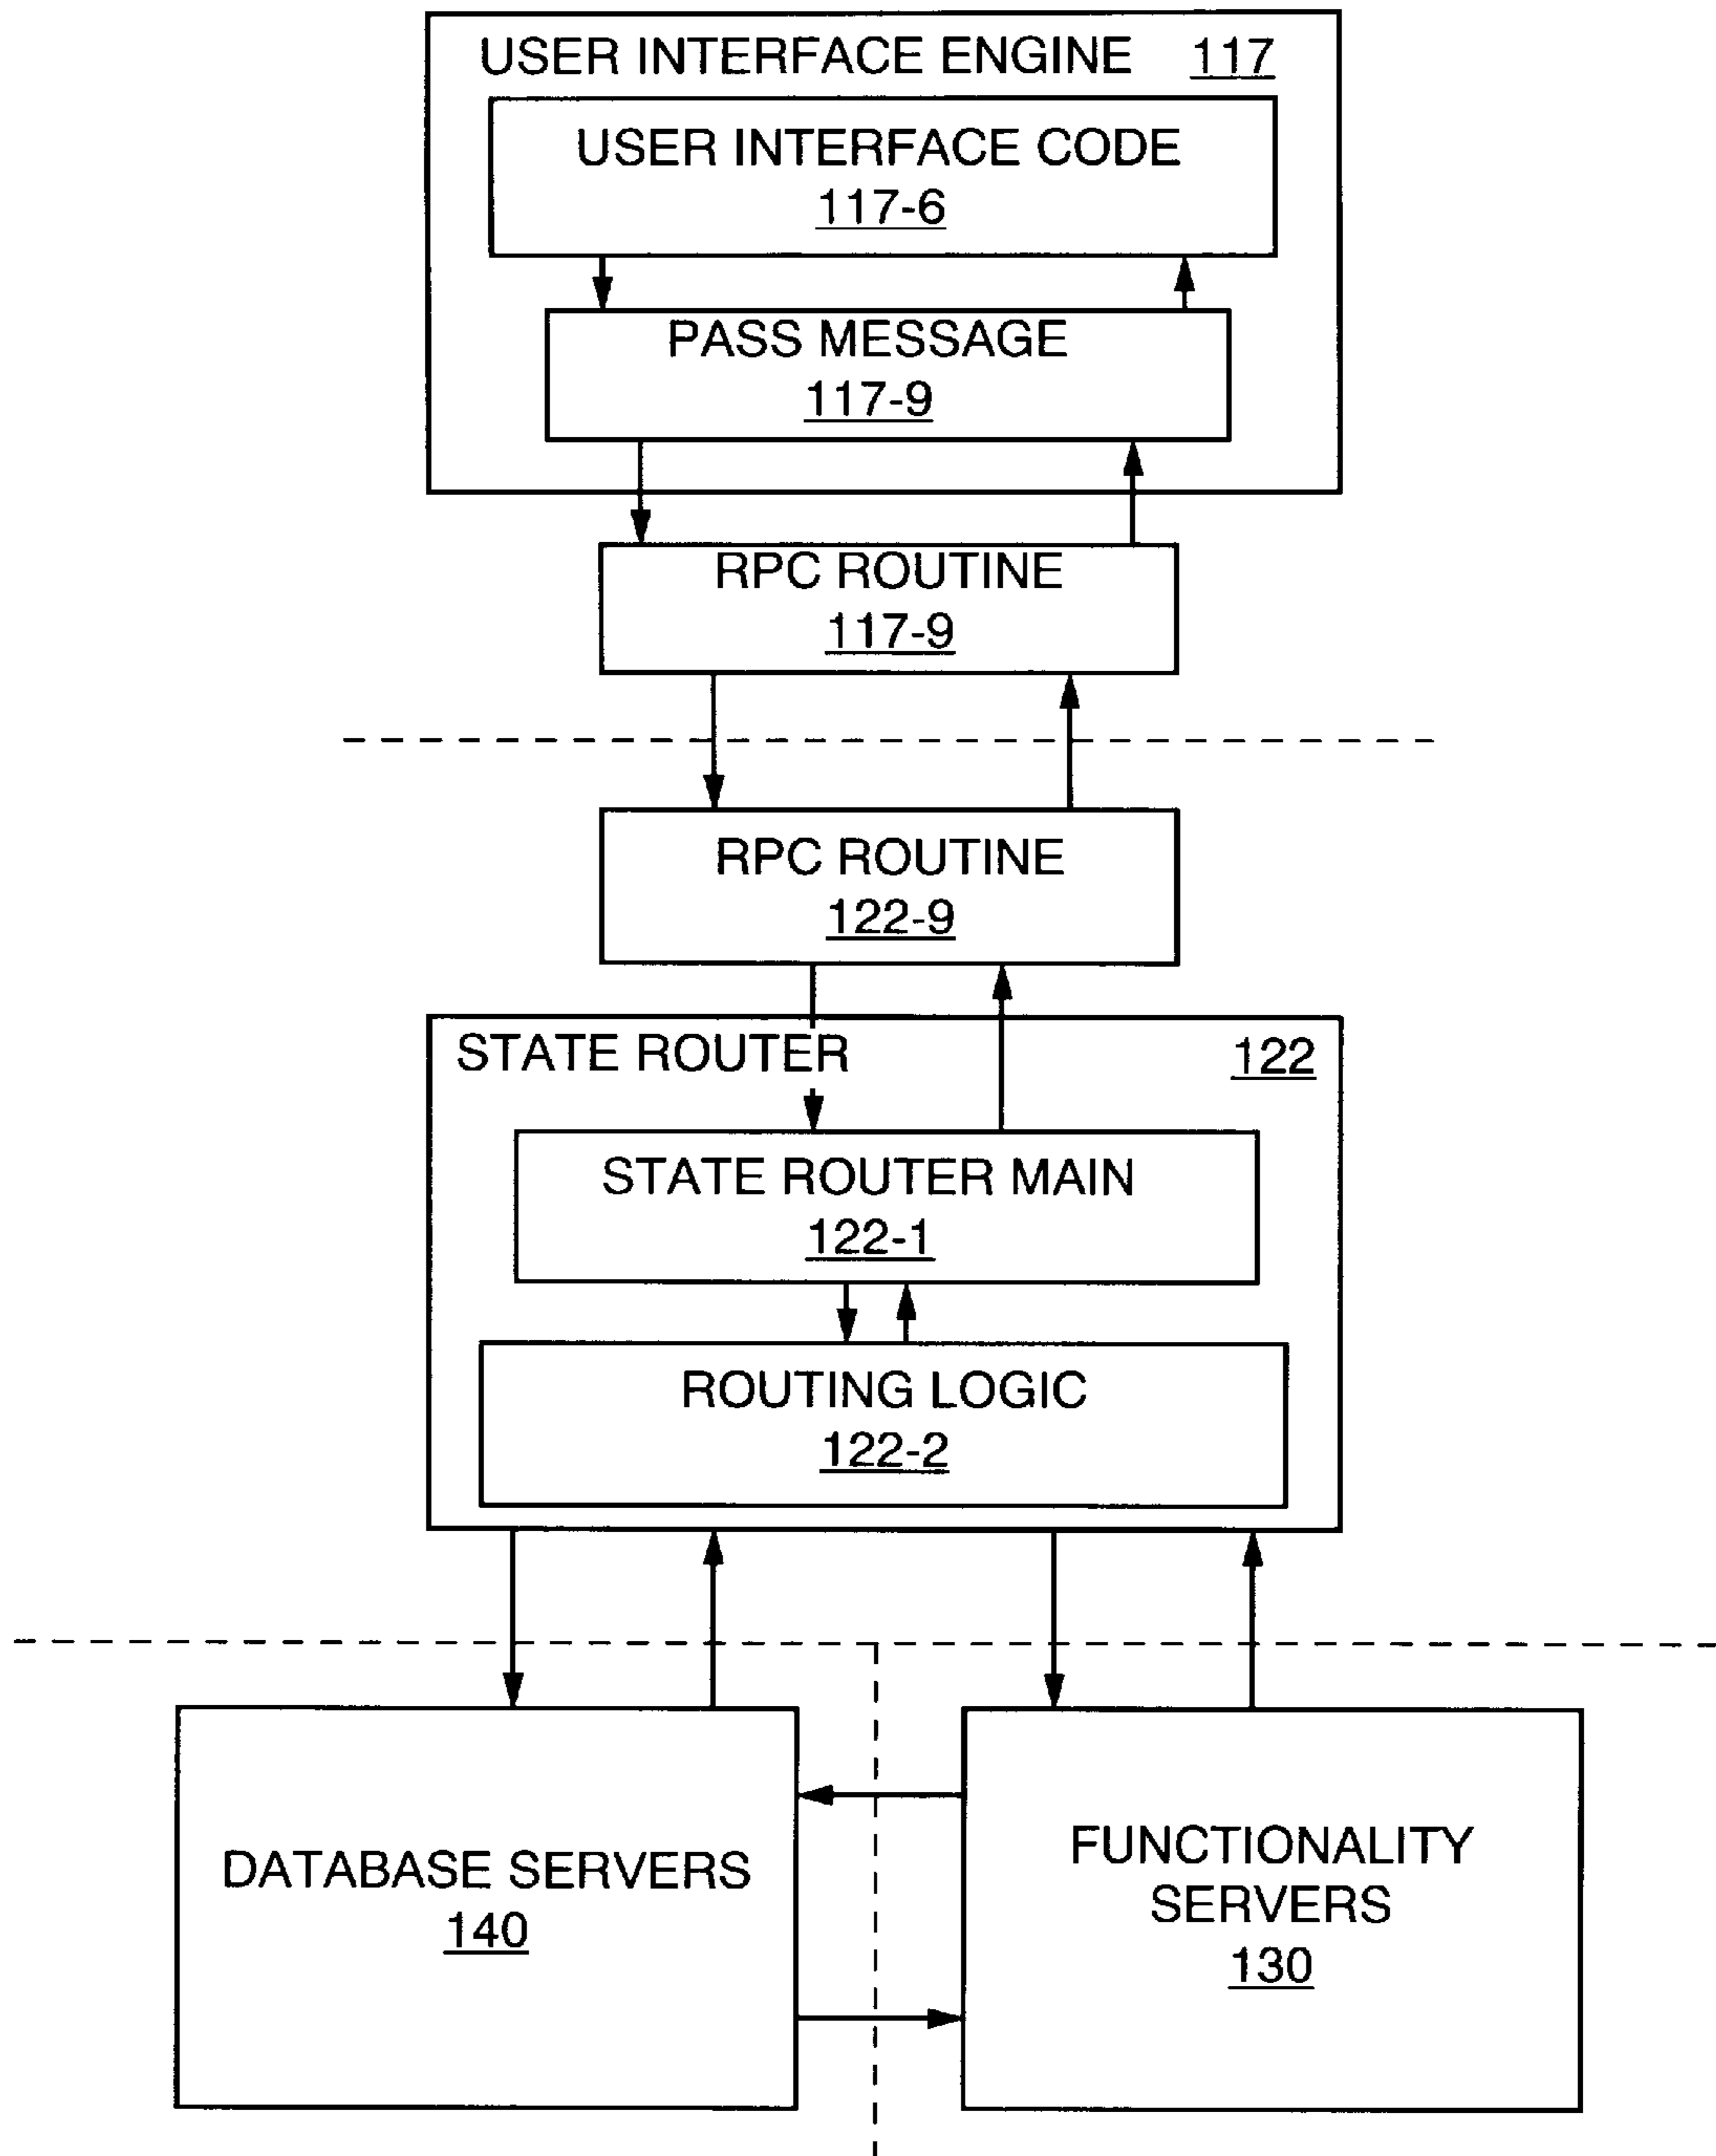 USER INTERFACE ENGINE 117
USER INTERFACE CODE
117-6
PASS MESSAGE
117-9
RPC ROUTINE
117-9
RPC ROUTINE
122-9
STATE ROUTER 122
STATE ROUTER MAIN
122-1
ROUTING LOGIC
122-2
DATABASE SERVERS
140
FUNCTIONALITY
SERVERS
130